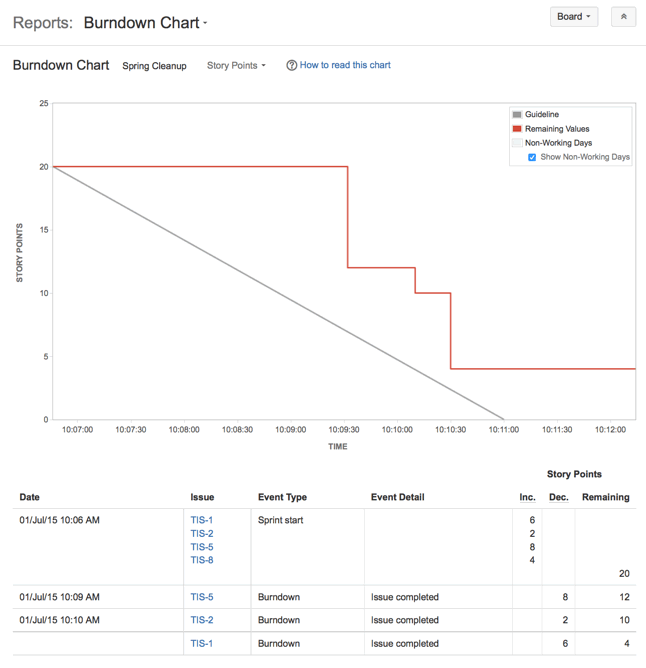 Reports: Burndown Chart
Board
Burndown Chart Spring Cleanup Story Points How to read this chart
25
20
15
10
5
0
STORY POINTS
Guideline
Remaining Values
Non-Working Days
Show Non-Working Days
10:07:00 10:07:30 10:08:00 10:08:30 10:09:00 10:09:30 10:10:00 10:10:30 10:11:00 10:11:30 10:12:00
TIME
Story Points
Date Issue Event Type Event Detail Inc. Dec. Remaining
01/Jul/15 10:06 AM TIS-1 Sprint start 6
TIS-2 2
TIS-5 8
TIS-8 4
20
01/Jul/15 10:09 AM TIS-5 Burndown Issue completed 8 12
01/Jul/15 10:10 AM TIS-2 Burndown Issue completed 2 10
TIS-1 Burndown Issue completed 6 4